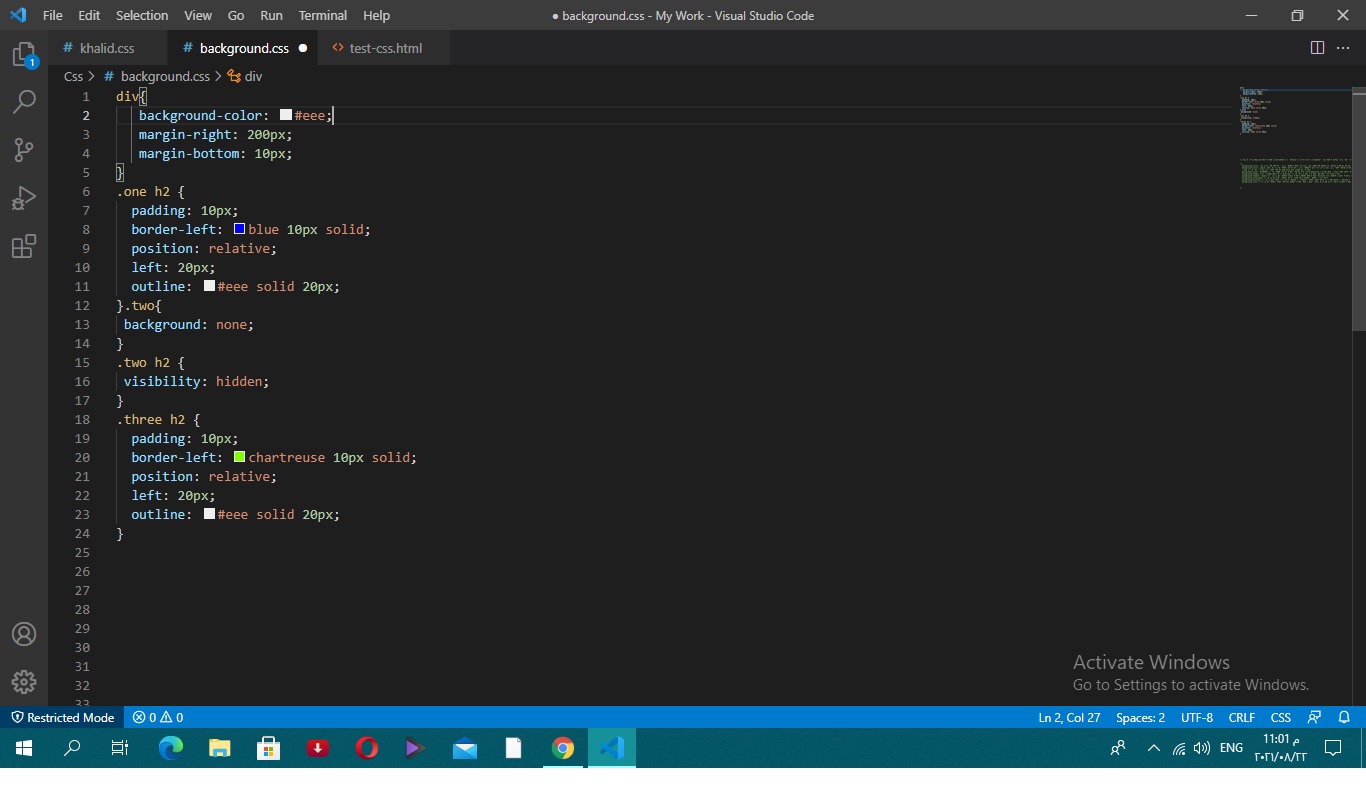 File Edit Selection View Go Run Terminal Help ● background.css - My Work - Visual Studio Code
# khalid.css # background.css ● <> test-css.html
1
Css > # background.css > div
1 div{
2 background-color: #eee;
3 margin-right: 200px;
4 margin-bottom: 10px;
5 }
6 .one h2 {
7 padding: 10px;
8 border-left: blue 10px solid;
9 position: relative;
10 left: 20px;
11 outline: #eee solid 20px;
12 }.two{
13 background: none;
14 }
15 .two h2 {
16 visibility: hidden;
17 }
18 .three h2 {
19 padding: 10px;
20 border-left: chartreuse 10px solid;
21 position: relative;
22 left: 20px;
23 outline: #eee solid 20px;
24 }
25
26
27
28
29
30
31
32
33
Activate Windows
Go to Settings to activate Windows.
Restricted Mode 0 0 Ln 2, Col 27 Spaces: 2 UTF-8 CRLF CSS
ENG 11:01 م
٢٠٢١/٠٨/٢٢